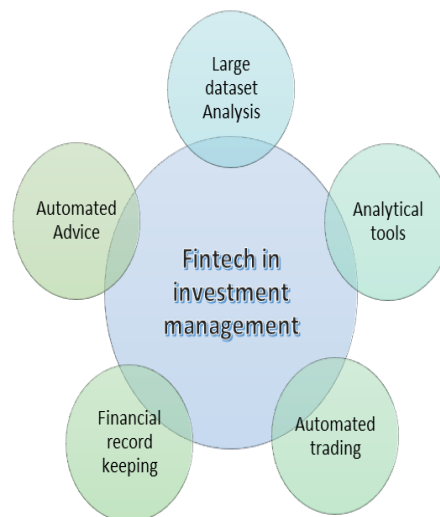 Large
dataset
Analysis
Automated
Advice
Analytical
tools
Fintech in
investment
management
Financial
record
keeping
Automated
trading